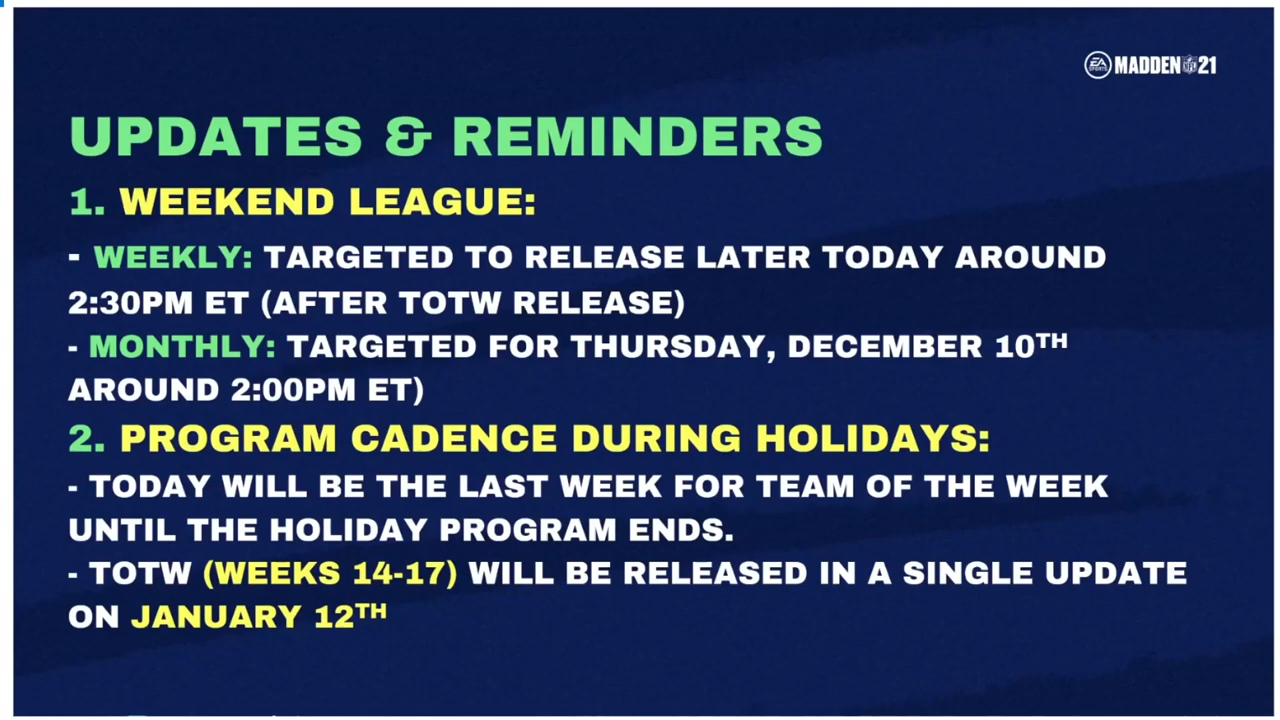 EA SPORTS MADDEN NFL 21
UPDATES & REMINDERS
1. WEEKEND LEAGUE:
- WEEKLY: TARGETED TO RELEASE LATER TODAY AROUND
2:30PM ET (AFTER TOTW RELEASE)
- MONTHLY: TARGETED FOR THURSDAY, DECEMBER 10TH
AROUND 2:00PM ET)
2. PROGRAM CADENCE DURING HOLIDAYS:
- TODAY WILL BE THE LAST WEEK FOR TEAM OF THE WEEK
UNTIL THE HOLIDAY PROGRAM ENDS.
- TOTW (WEEKS 14-17) WILL BE RELEASED IN A SINGLE UPDATE
ON JANUARY 12TH